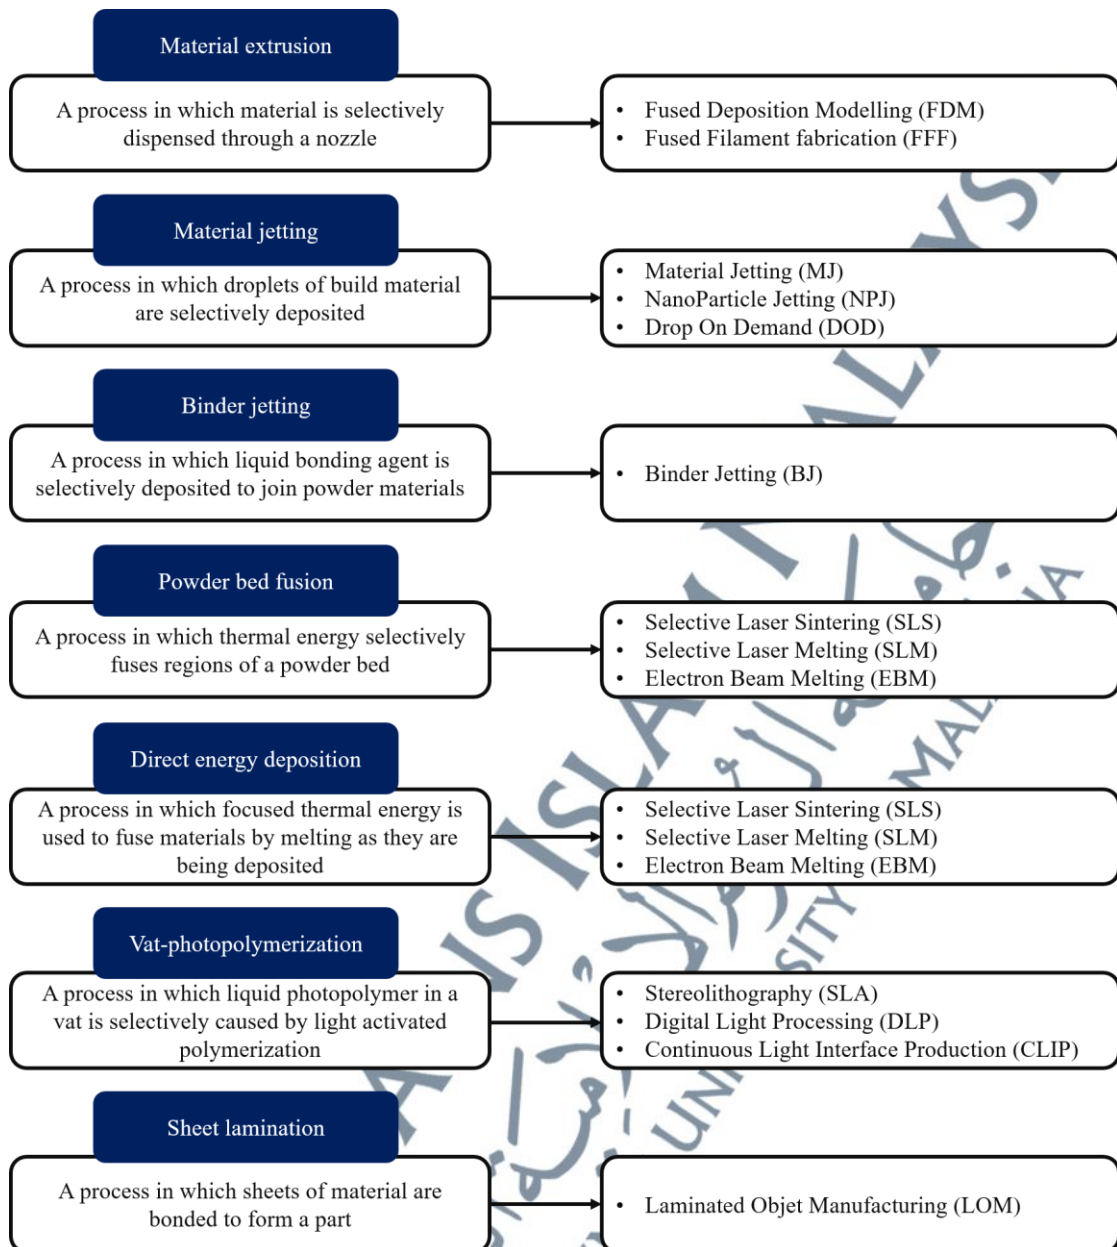 Material extrusion
A process in which material is selectively
dispensed through a nozzle
• Fused Deposition Modelling (FDM)
• Fused Filament fabrication (FFF)
Material jetting
A process in which droplets of build material
are selectively deposited
• Material Jetting (MJ)
• NanoParticle Jetting (NPJ)
• Drop On Demand (DOD)
Binder jetting
A process in which liquid bonding agent is
selectively deposited to join powder materials
• Binder Jetting (BJ)
Powder bed fusion
A process in which thermal energy selectively
fuses regions of a powder bed
• Selective Laser Sintering (SLS)
• Selective Laser Melting (SLM)
• Electron Beam Melting (EBM)
Direct energy deposition
A process in which focused thermal energy is
used to fuse materials by melting as they are
being deposited
• Selective Laser Sintering (SLS)
• Selective Laser Melting (SLM)
• Electron Beam Melting (EBM)
Vat-photopolymerization
A process in which liquid photopolymer in a
vat is selectively caused by light activated
polymerization
• Stereolithography (SLA)
• Digital Light Processing (DLP)
• Continuous Light Interface Production (CLIP)
Sheet lamination
A process in which sheets of material are
bonded to form a part
• Laminated Objet Manufacturing (LOM)
ISLAM